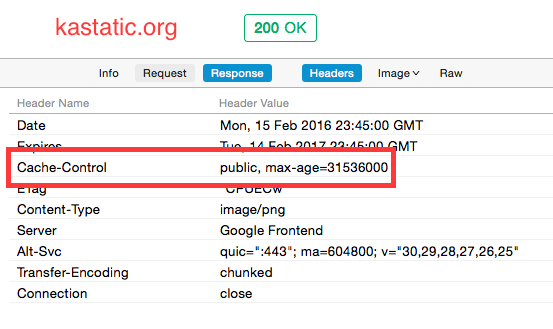 kastatic.org 200 OK
Info Request Response Headers Image Raw
Header Name Header Value
Date Mon, 15 Feb 2016 23:45:00 GMT
Expires Tue, 14 Feb 2017 23:45:00 GMT
Cache-Control public, max-age=31536000
ETag "CPUECw"
Content-Type image/png
Server Google Frontend
Alt-Svc quic=":443"; ma=604800; v="30,29,28,27,26,25"
Transfer-Encoding chunked
Connection close